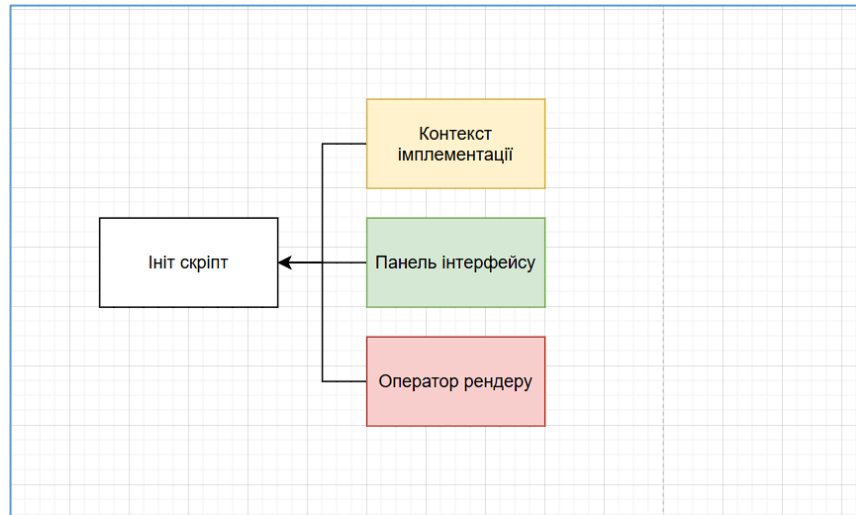 Контекст
імплементації
Ініт скріпт
Панель інтерфейсу
Оператор рендеру